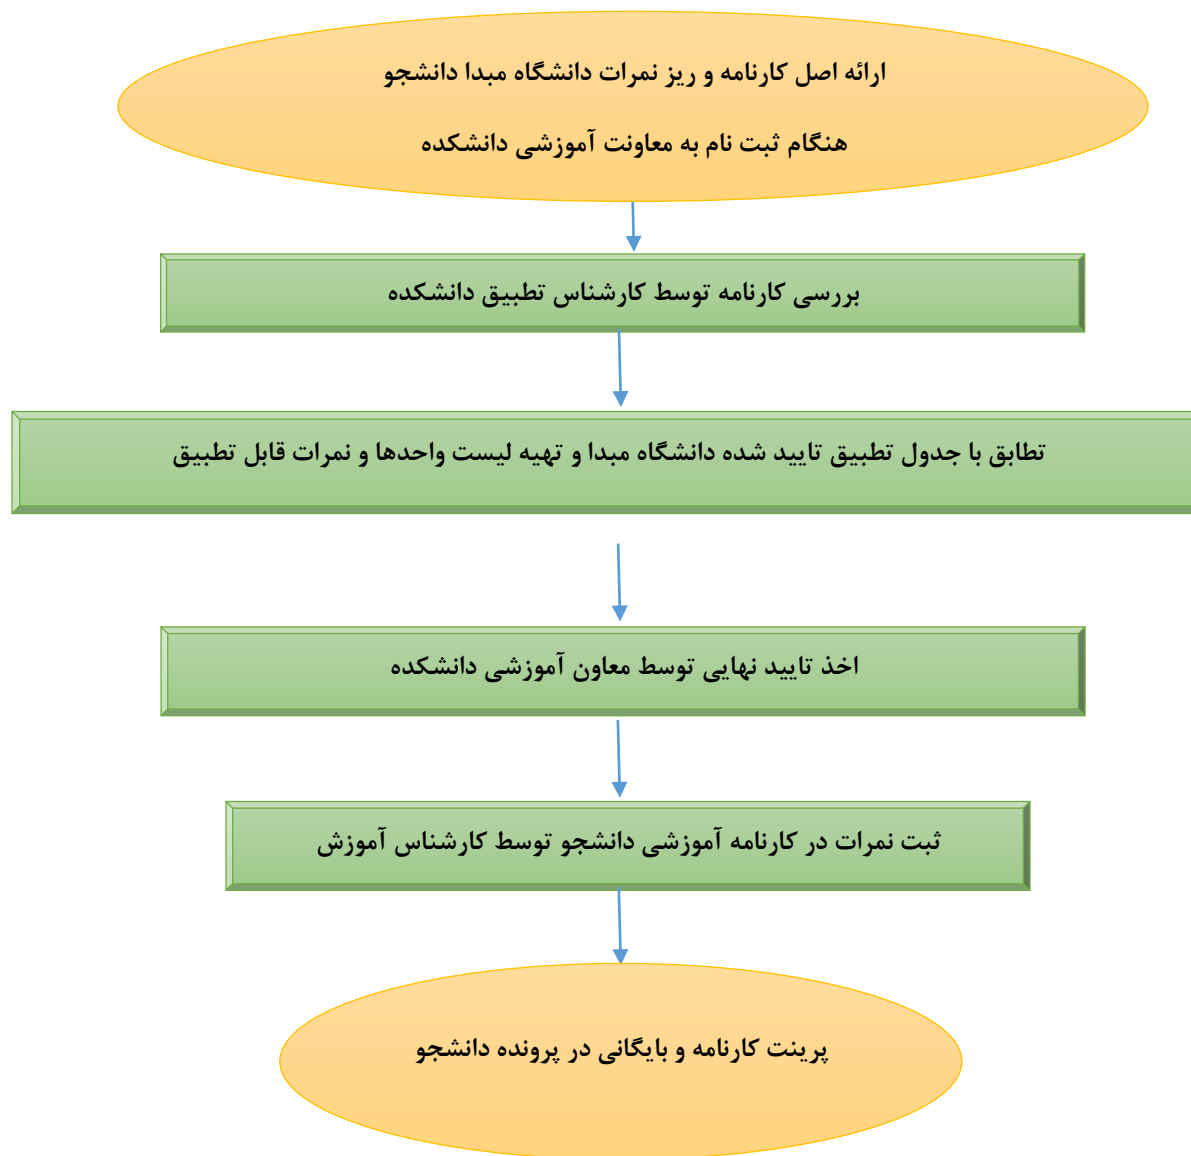 ارائه اصل کارنامه و ریز نمرات دانشگاه مبدا دانشجو
هنگام ثبت نام به معاونت آموزشی دانشکده
بررسی کارنامه توسط کارشناس تطبیق دانشکده
تطابق با جدول تطبیق تایید شده دانشگاه مبدا و تهیه لیست واحدها و نمرات قابل تطبیق
اخذ تایید نهایی توسط معاون آموزشی دانشکده
ثبت نمرات در کارنامه آموزشی دانشجو توسط کارشناس آموزش
پرینت کارنامه و بایگانی در پرونده دانشجو